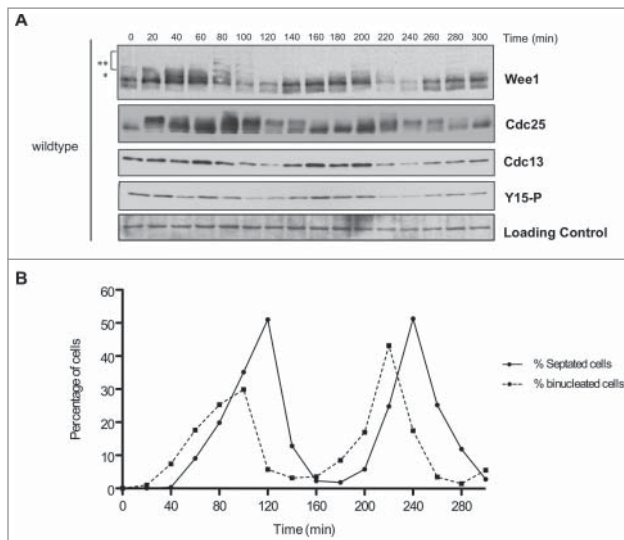 A
0 20 40 60 80 100 120 140 160 180 200 220 240 260 280 300 Time (min)
**
*
Wee1
wildtype
Cdc25
Cdc13
Y15-P
Loading Control
B
60
50
40
30
20
10
0
Percentage of cells
% Septated cells
% binucleated cells
0 40 80 120 160 200 240 280
Time (min)